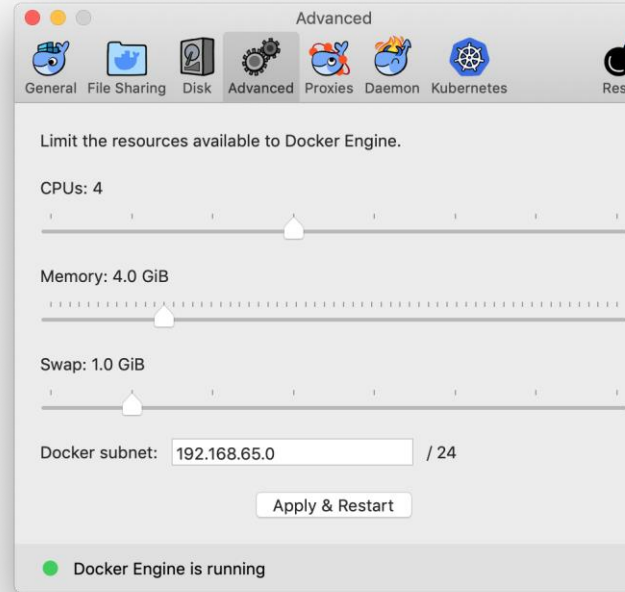 Advanced
General File Sharing Disk Advanced Proxies Daemon Kubernetes
Limit the resources available to Docker Engine.
CPUs: 4
Memory: 4.0 GiB
Swap: 1.0 GiB
Docker subnet: 192.168.65.0 / 24
Apply & Restart
Docker Engine is running